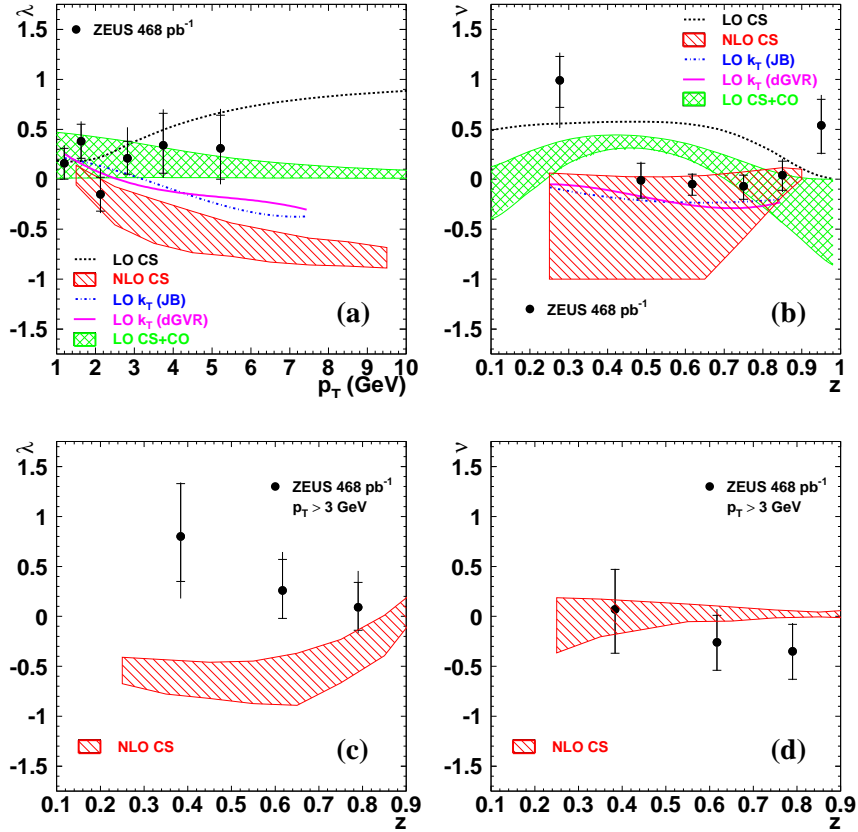 λ
ZEUS 468 pb⁻¹
1.5
1
0.5
0
-0.5
-1
-1.5
LO CS
NLO CS
LO k_T (JB)
LO k_T (dGVR)
LO CS+CO
(a)
1 2 3 4 5 6 7 8 9 10
p_T (GeV)
ν
LO CS
NLO CS
LO k_T (JB)
LO k_T (dGVR)
LO CS+CO
1.5
1
0.5
0
-0.5
-1
-1.5
ZEUS 468 pb⁻¹
(b)
0.1 0.2 0.3 0.4 0.5 0.6 0.7 0.8 0.9 1
z
λ
ZEUS 468 pb⁻¹
p_T > 3 GeV
1.5
1
0.5
0
-0.5
-1
-1.5
NLO CS
(c)
0.1 0.2 0.3 0.4 0.5 0.6 0.7 0.8 0.9
z
ν
ZEUS 468 pb⁻¹
p_T > 3 GeV
1.5
1
0.5
0
-0.5
-1
-1.5
NLO CS
(d)
0.1 0.2 0.3 0.4 0.5 0.6 0.7 0.8 0.9
z